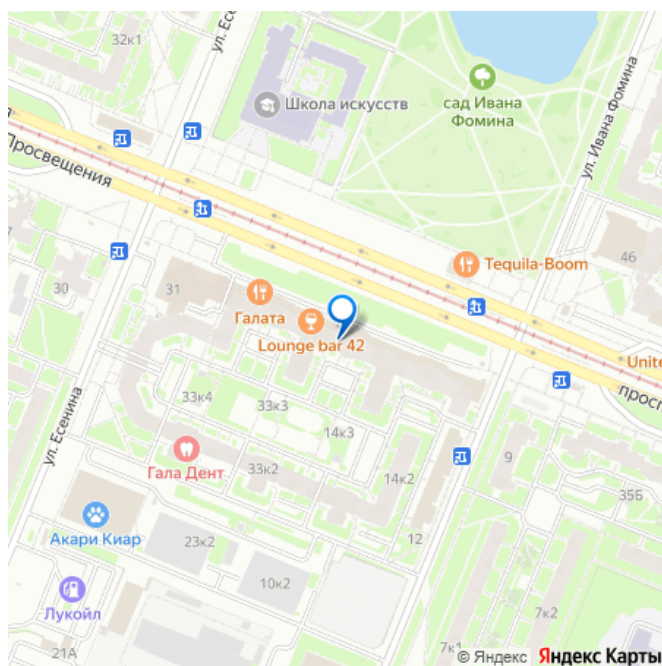 32к1
ул. Есенина
Школа искусств
сад Ивана
Фомина
ул. Ивана Фомина
Просвещения
46
Tequila-Boom
30
31
Галата
Lounge bar 42
Unite
просп
33к4
33к3
14к3
ул. Есенина
Гала Дент
33к2
14к2
9
35Б
Акари Киар
23к2
12
10к2
7к2
Лукойл
21А
7к1
© Яндекс Яндекс Карты